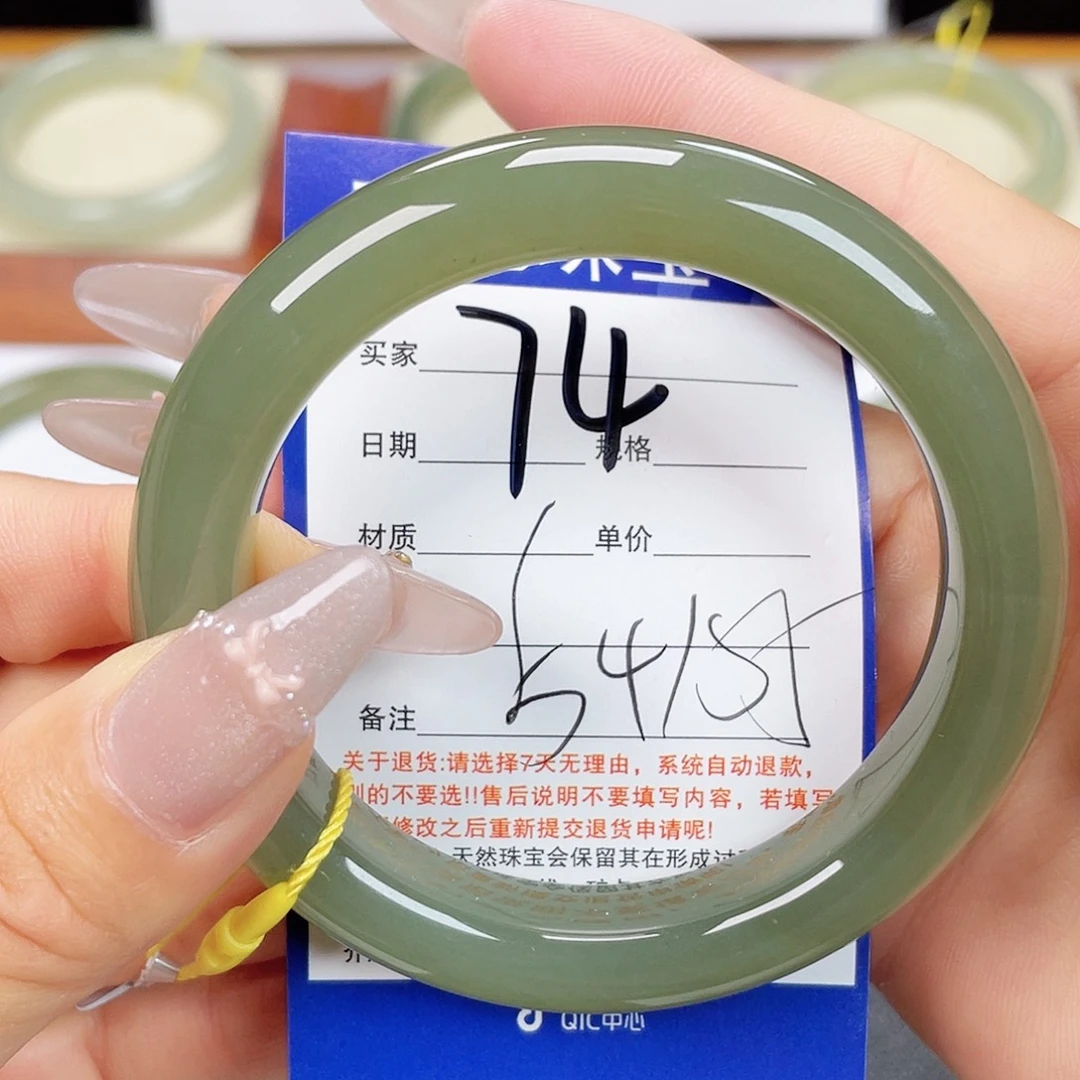 74
买家
日期 规格
材质 单价
54
备注
关于退货:请选择7天无理由，系统自动退款，
的不要选!!售后说明不要填写内容，若填写
修改之后重新提交退货申请呢!
天然珠宝会保留其在形成过
QIC中心